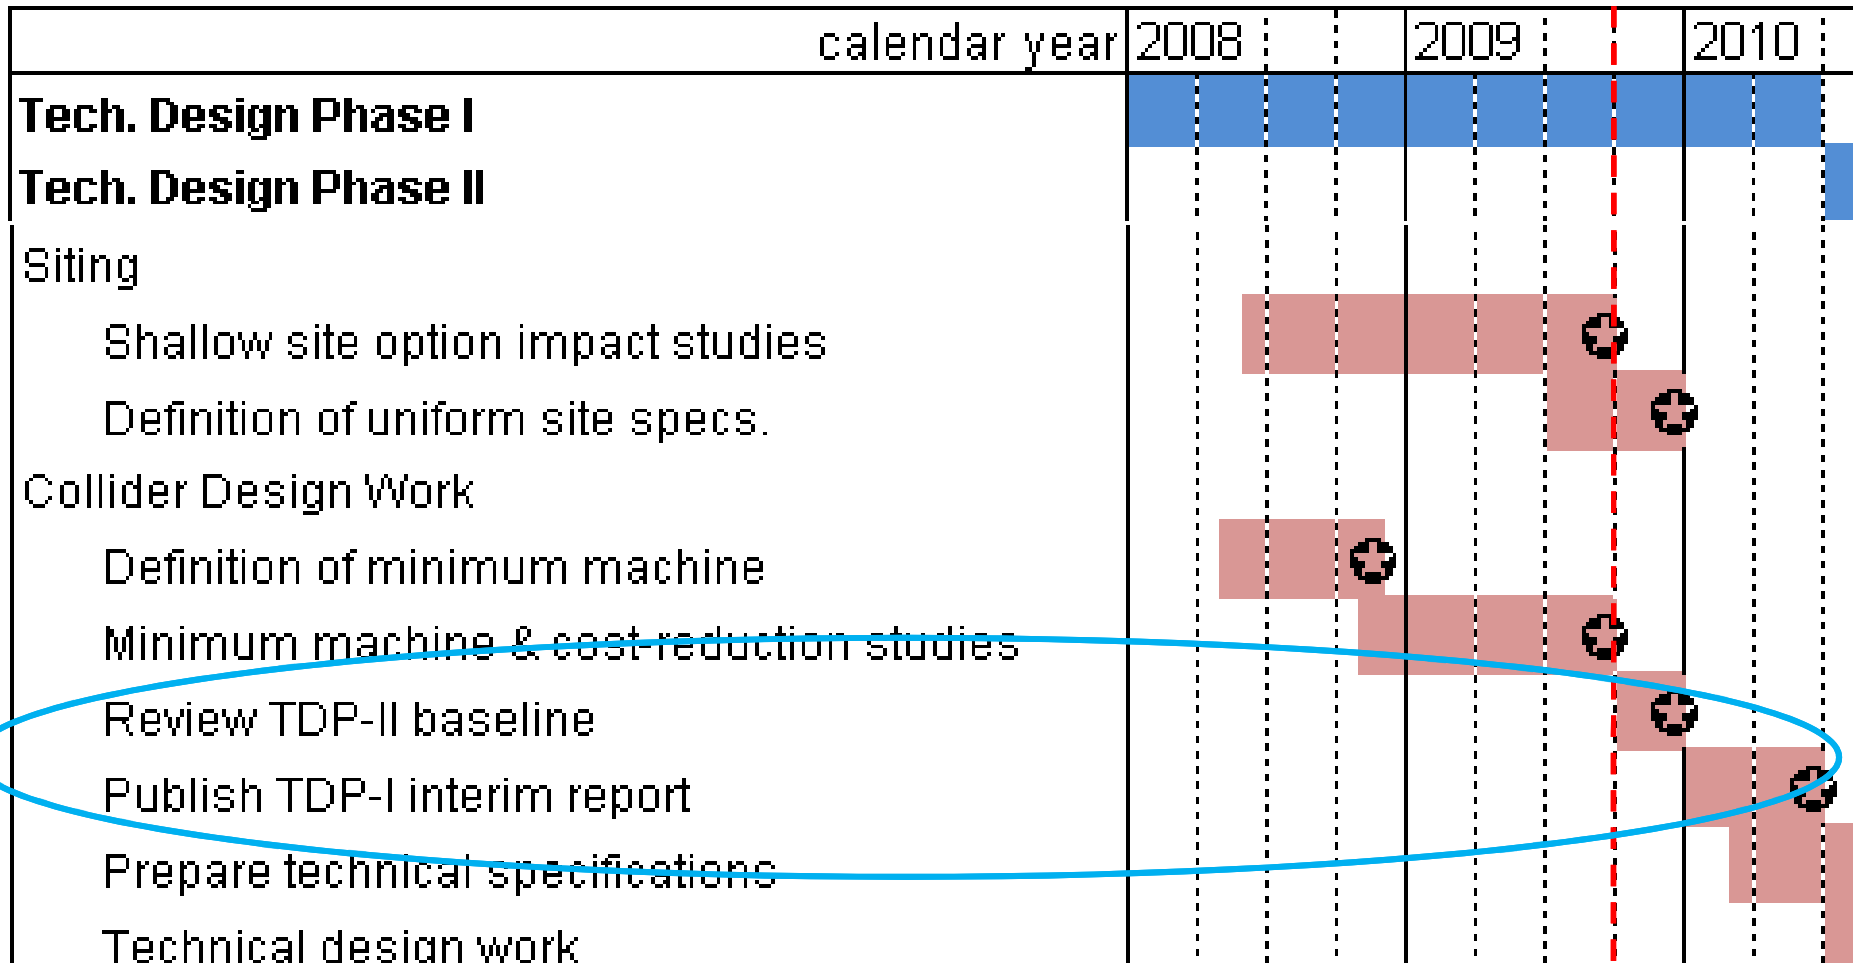 calendar year 2008 2009 2010
Tech. Design Phase I
Tech. Design Phase II
Siting
Shallow site option impact studies
Definition of uniform site specs.
Collider Design Work
Definition of minimum machine
Minimum machine & cost-reduction studies
Review TDP-II baseline
Publish TDP-I interim report
Prepare technical specifications
Technical design work